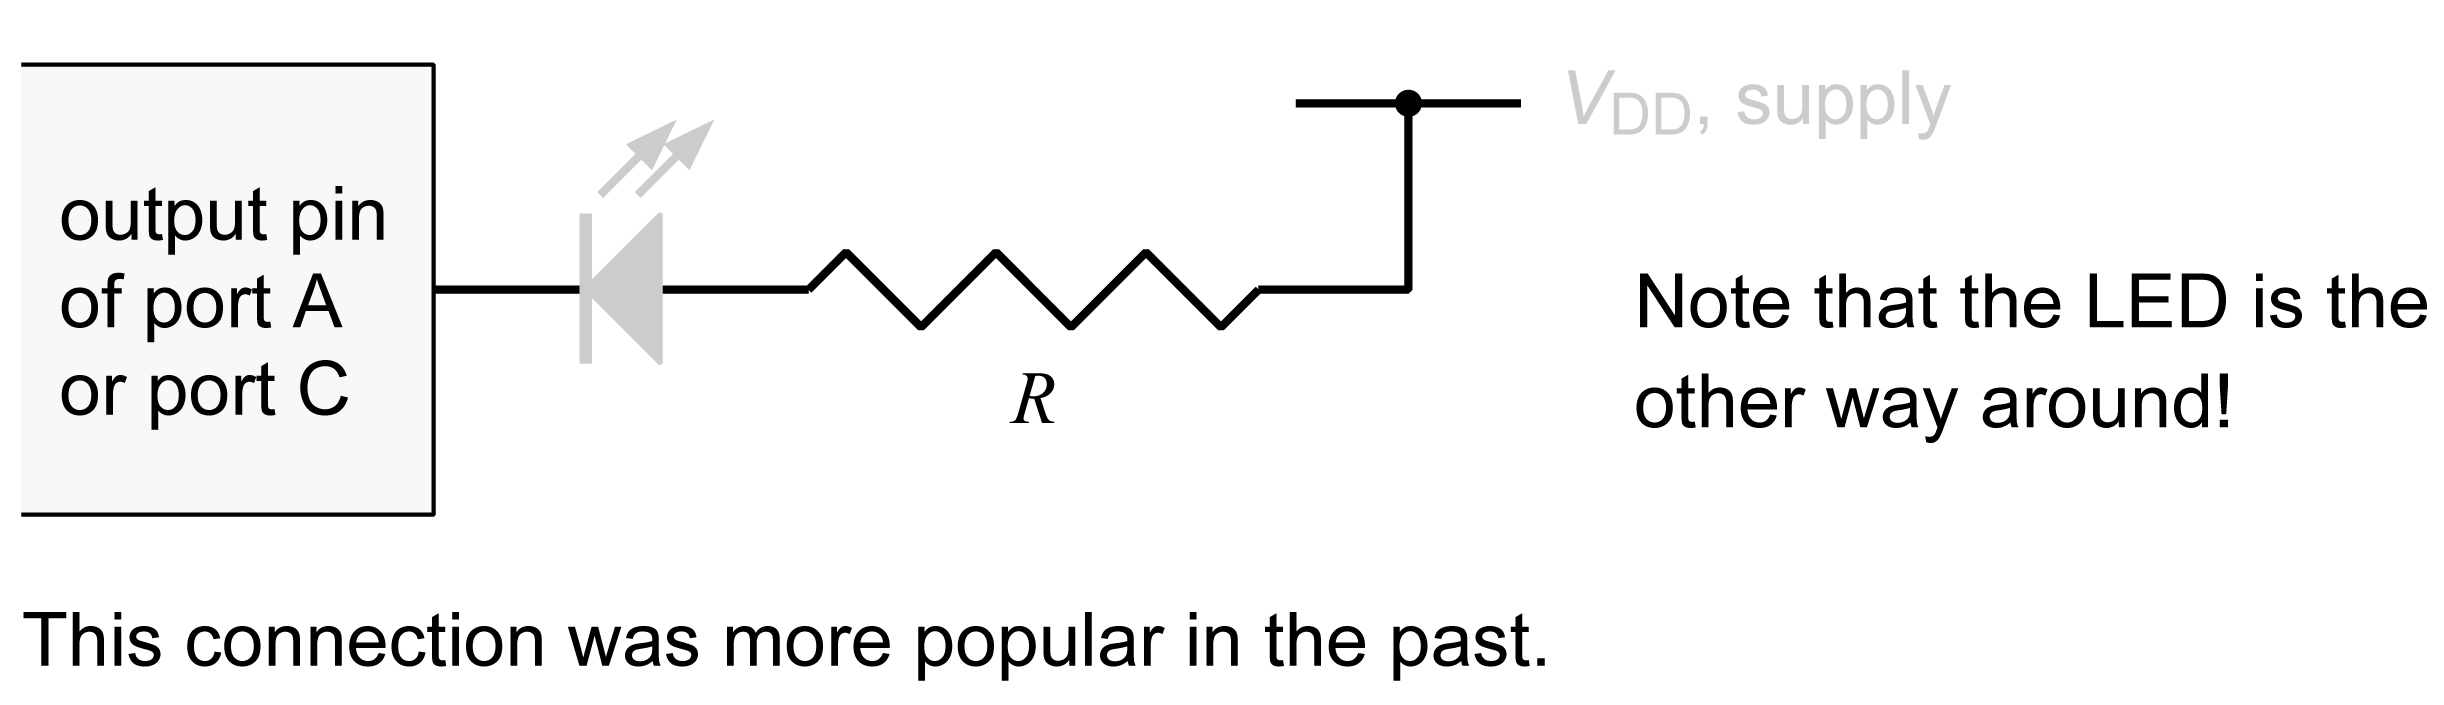 output pin
of port A
or port C
V_DD, supply
Note that the LED is the
other way around!
R
This connection was more popular in the past.